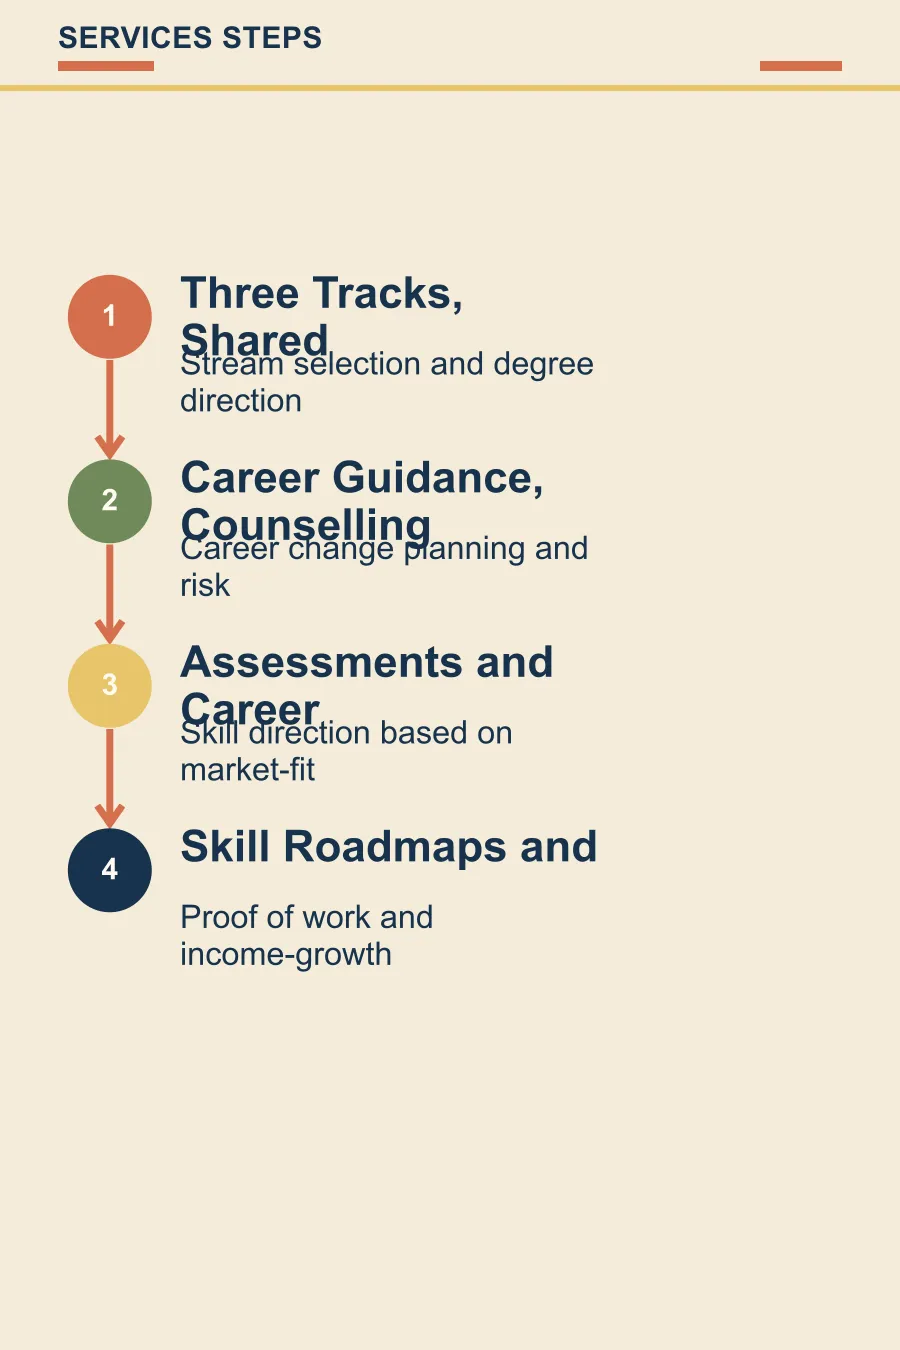 SERVICES STEPS
1
Three Tracks,
Shared
Stream selection and degree
direction
2
Career Guidance,
Counselling
Career change planning and
risk
3
Assessments and
Career
Skill direction based on
market-fit
4
Skill Roadmaps and
Proof of work and
income-growth